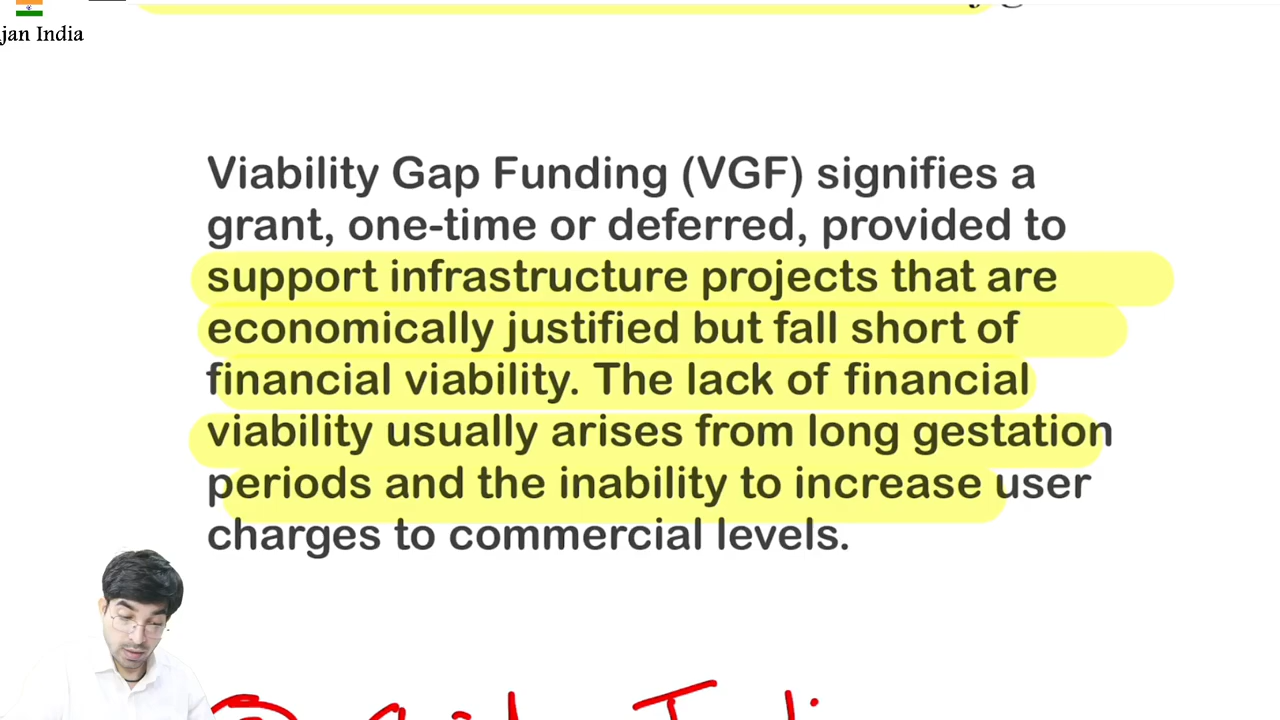 jan India
Viability Gap Funding (VGF) signifies a
grant, one-time or deferred, provided to
support infrastructure projects that are
economically justified but fall short of
financial viability. The lack of financial
viability usually arises from long gestation
periods and the inability to increase user
charges to commercial levels.